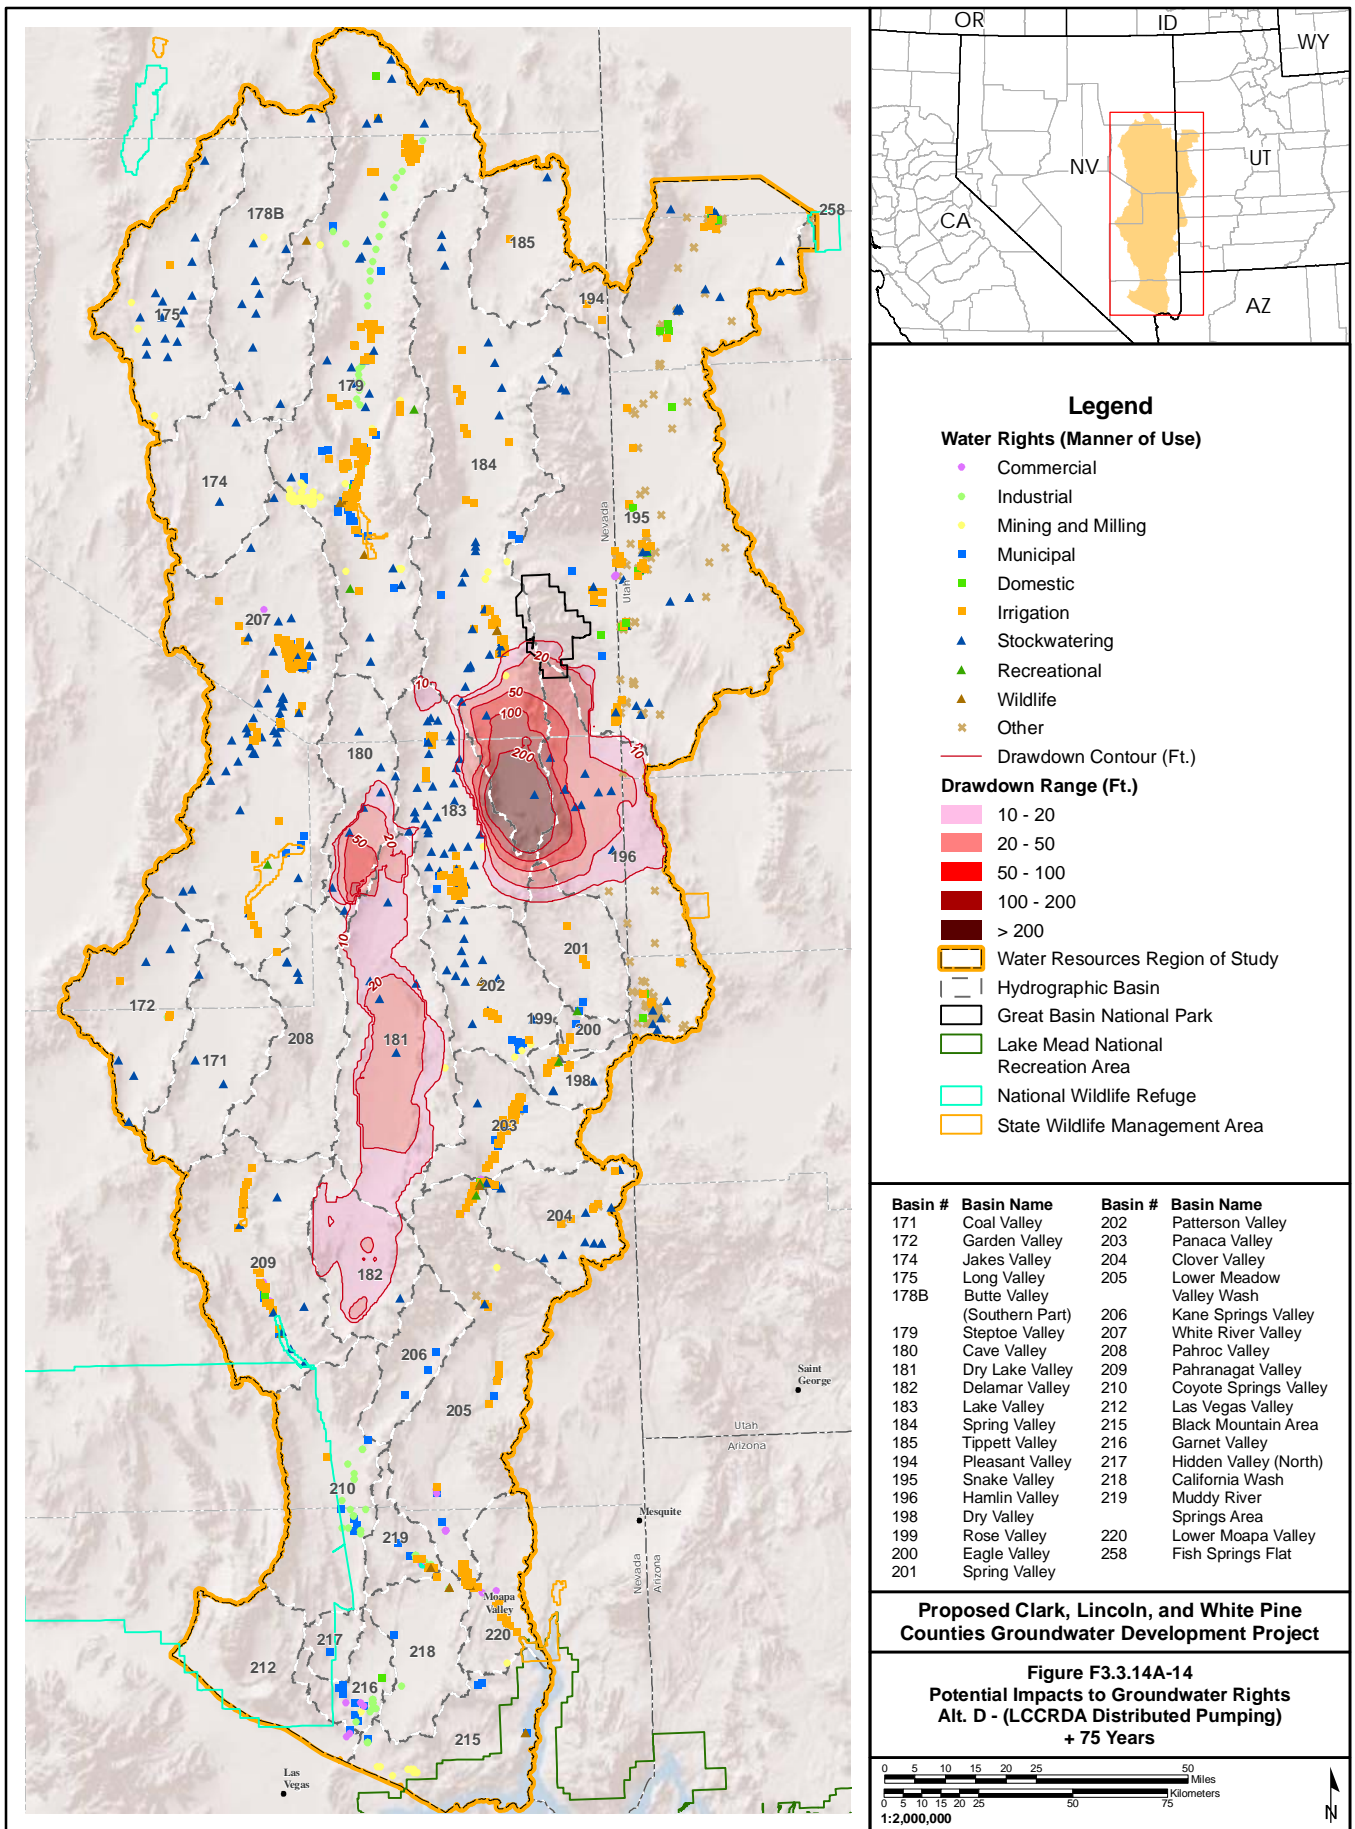 OR
ID
WY
NV
UT
CA
AZ
258
178B
185
194
175
179
184
174
195
Nevada
Utah
207
20
10
50
100
200
10
180
183
196
50
20
10
20
201
202
172
199
200
208
181
171
198
203
204
209
182
206
205
Saint
George
Utah
Arizona
210
Mesquite
219
Nevada
Arizona
Moapa
Valley
220
217
218
212
216
215
Las
Vegas
Legend
Water Rights (Manner of Use)
Commercial
Industrial
Mining and Milling
Municipal
Domestic
Irrigation
Stockwatering
Recreational
Wildlife
Other
Drawdown Contour (Ft.)
Drawdown Range (Ft.)
10 - 20
20 - 50
50 - 100
100 - 200
> 200
Water Resources Region of Study
Hydrographic Basin
Great Basin National Park
Lake Mead National
Recreation Area
National Wildlife Refuge
State Wildlife Management Area
Basin # Basin Name Basin # Basin Name
171 Coal Valley 202 Patterson Valley
172 Garden Valley 203 Panaca Valley
174 Jakes Valley 204 Clover Valley
175 Long Valley 205 Lower Meadow
178B Butte Valley Valley Wash
(Southern Part) 206 Kane Springs Valley
179 Steptoe Valley 207 White River Valley
180 Cave Valley 208 Pahroc Valley
181 Dry Lake Valley 209 Pahranagat Valley
182 Delamar Valley 210 Coyote Springs Valley
183 Lake Valley 212 Las Vegas Valley
184 Spring Valley 215 Black Mountain Area
185 Tippett Valley 216 Garnet Valley
194 Pleasant Valley 217 Hidden Valley (North)
195 Snake Valley 218 California Wash
196 Hamlin Valley 219 Muddy River
198 Dry Valley Springs Area
199 Rose Valley 220 Lower Moapa Valley
200 Eagle Valley 258 Fish Springs Flat
201 Spring Valley
Proposed Clark, Lincoln, and White Pine
Counties Groundwater Development Project
Figure F3.3.14A-14
Potential Impacts to Groundwater Rights
Alt. D - (LCCRDA Distributed Pumping)
+ 75 Years
0 5 10 15 20 25 50
Miles
Kilometers
0 5 10 15 20 25 50 75
1:2,000,000
N